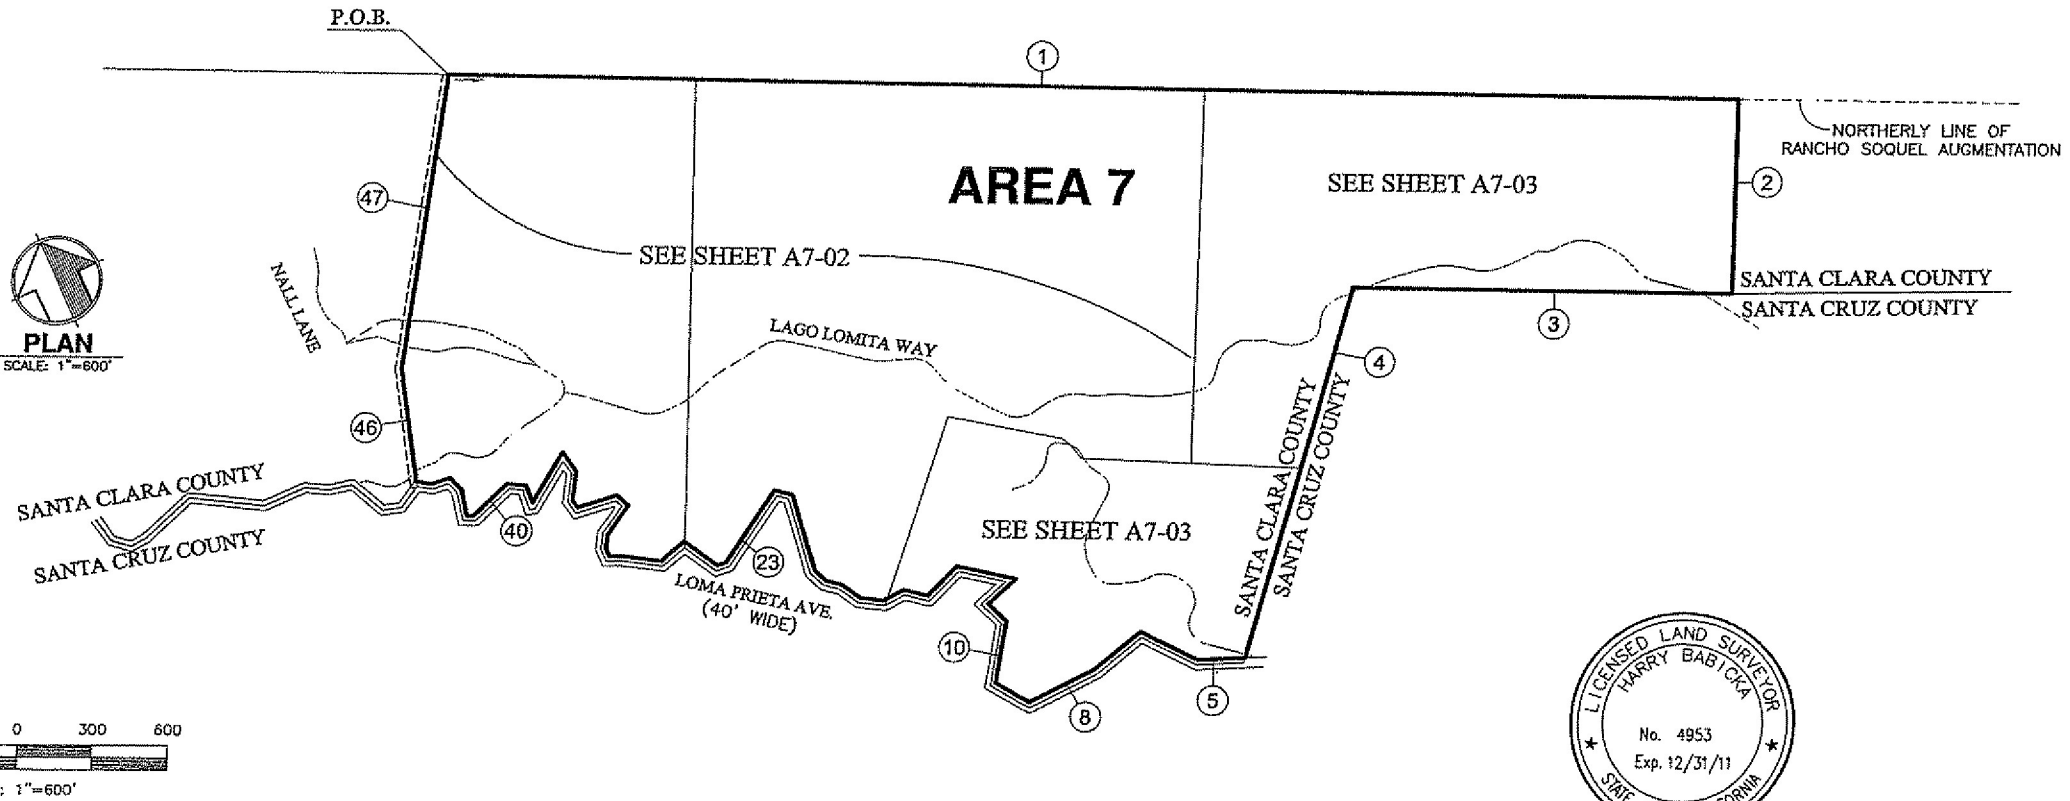 P.O.B.
1
NORTHERLY LINE OF
RANCHO SOQUEL AUGMENTATION
AREA 7
SEE SHEET A7-03
2
47
SEE SHEET A7-02
SANTA CLARA COUNTY
SANTA CRUZ COUNTY
NALL LANE
PLAN
SCALE: 1"=600'
LAGO LOMITA WAY
3
4
46
SANTA CLARA COUNTY
SANTA CRUZ COUNTY
SANTA CLARA COUNTY
SANTA CRUZ COUNTY
40
23
SEE SHEET A7-03
LOMA PRIETA AVE.
(40' WIDE)
10
5
8
0 300 600
: 1"=600'
LICENSED LAND SURVEYOR
HARRY BABICKA
No. 4953
Exp. 12/31/11